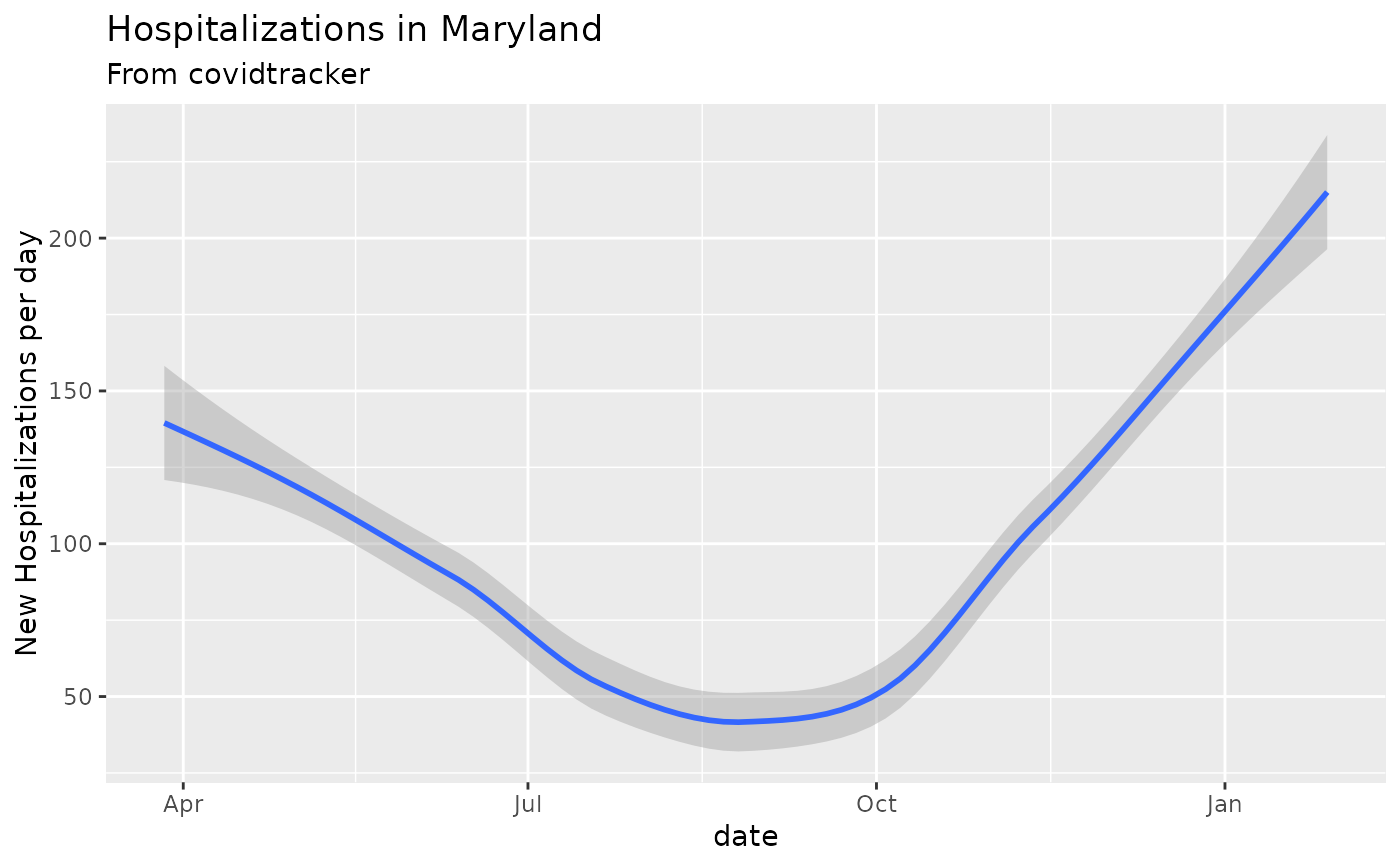 Hospitalizations in Maryland
From covidtracker
New Hospitalizations per day
200
150
100
50
Apr
Jul
Oct
Jan
date